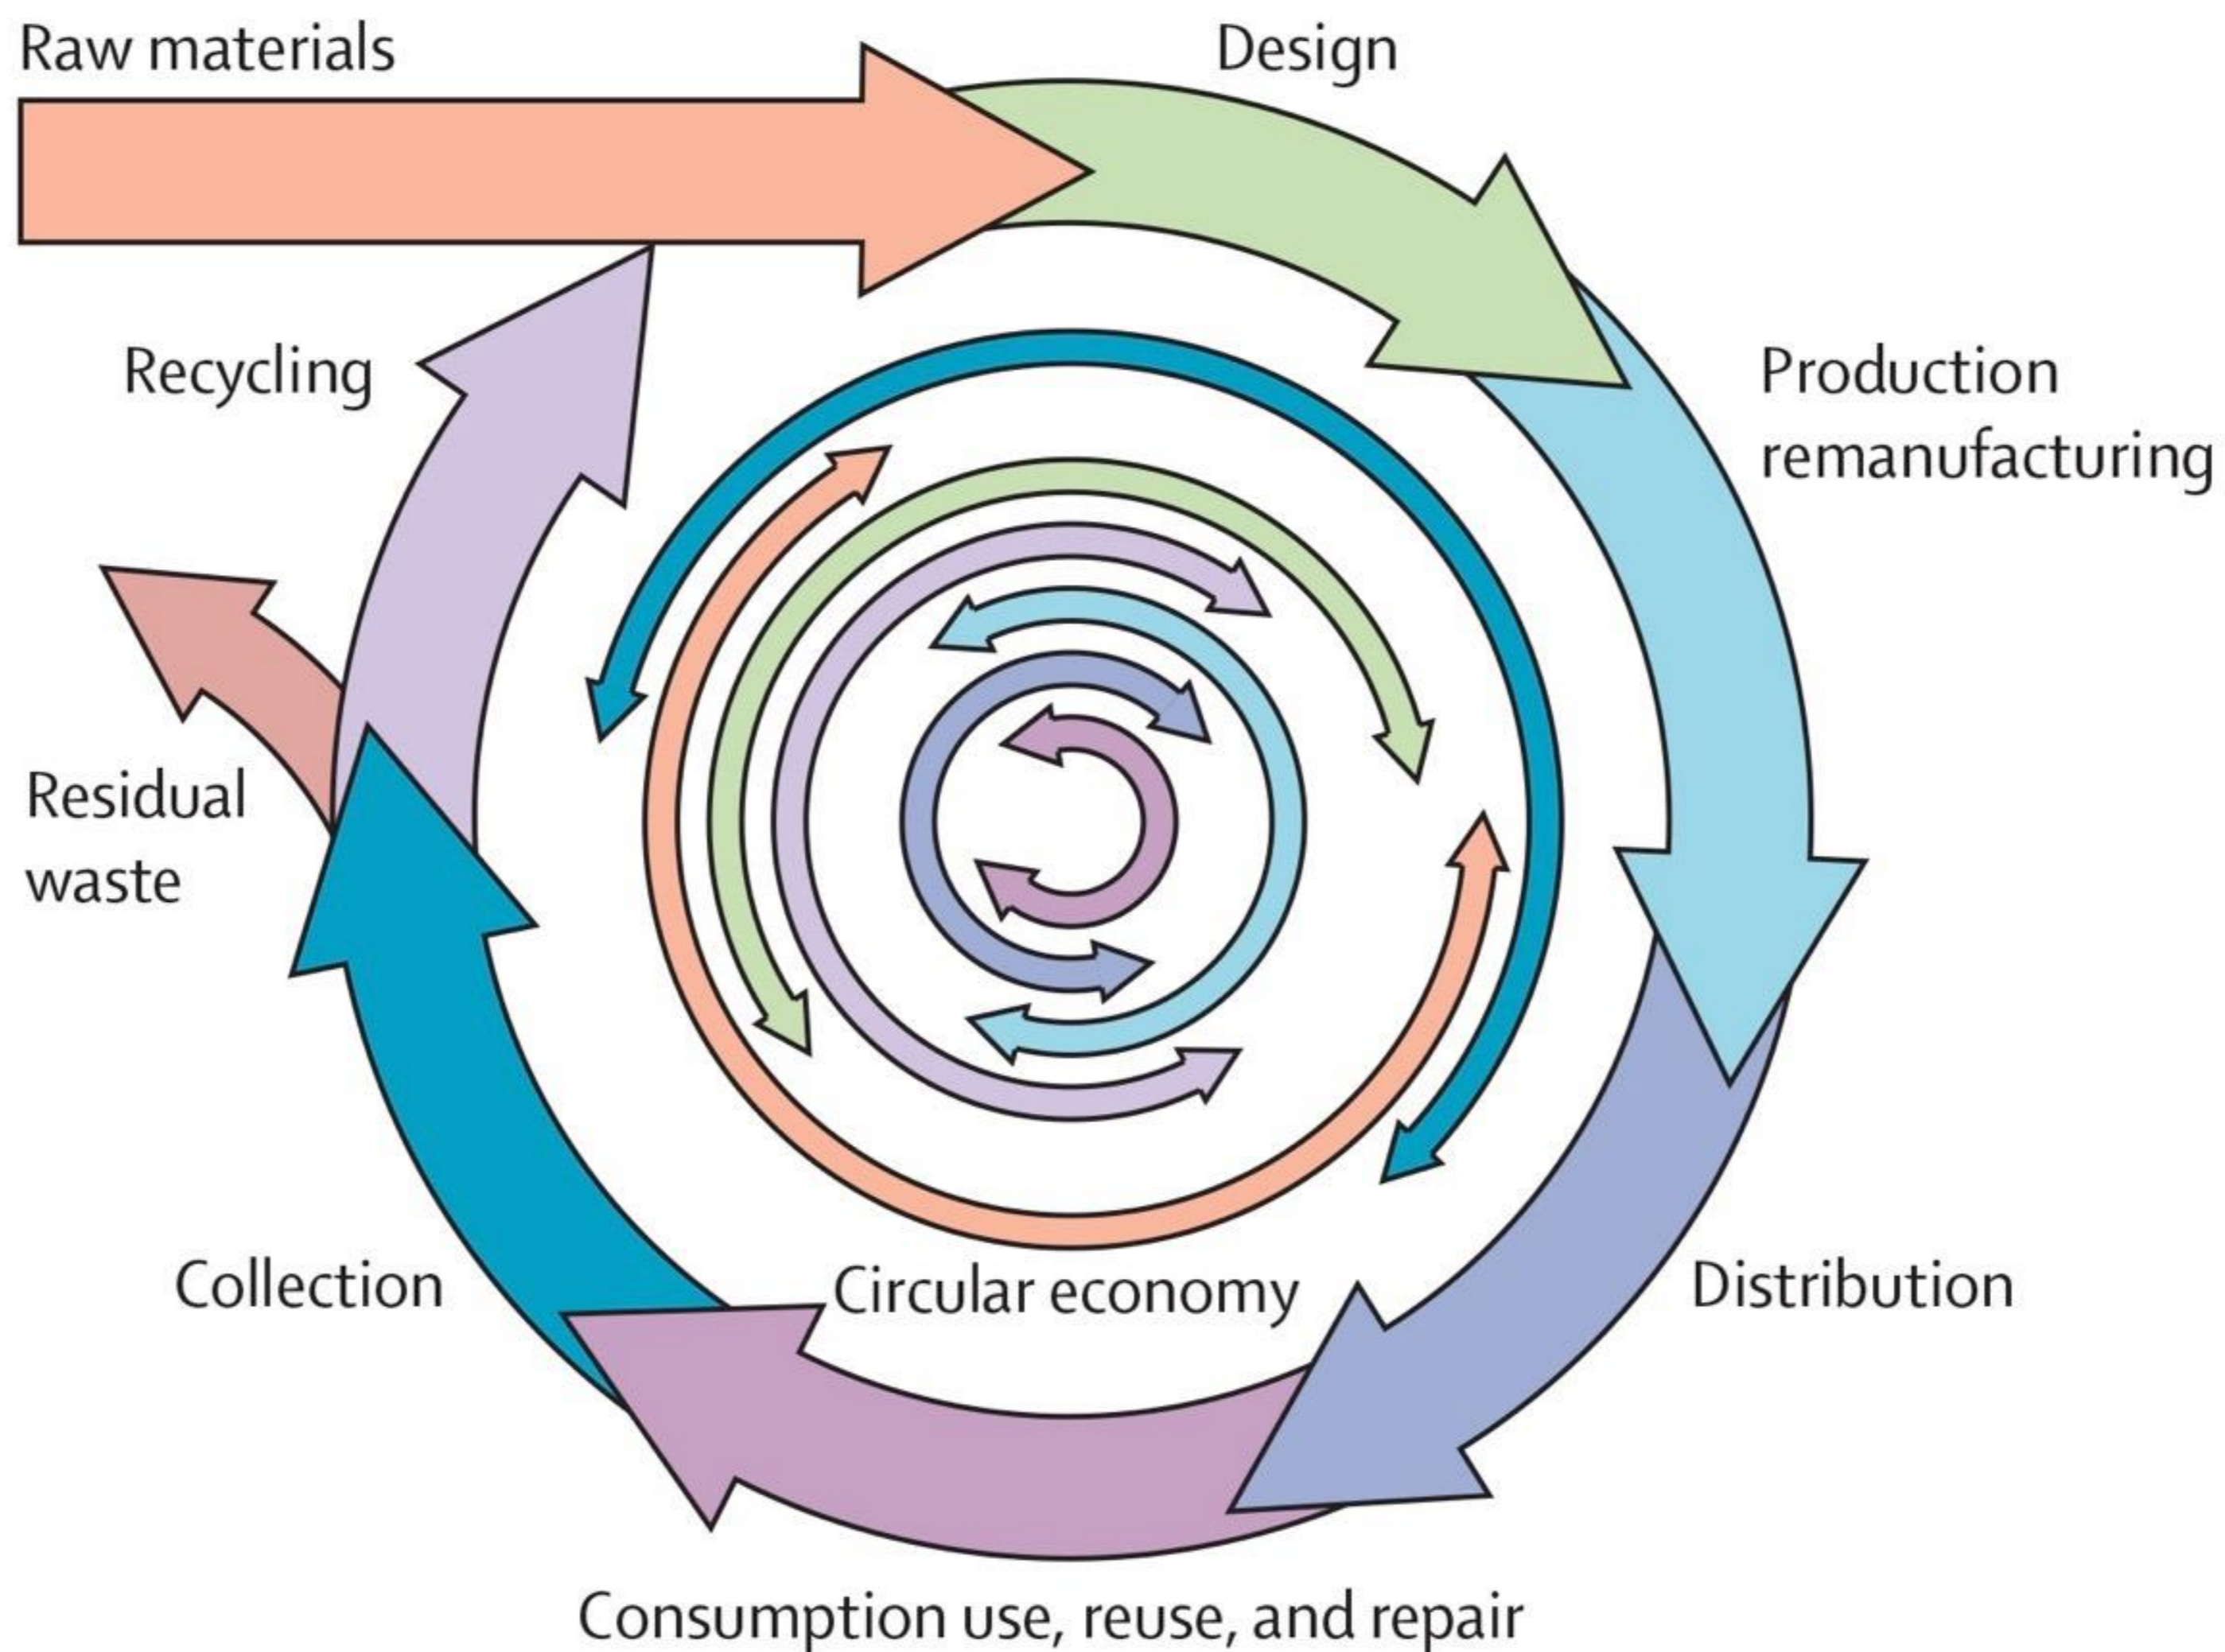 Raw materials
Design
Recycling
Production
remanufacturing
Residual
waste
Collection
Circular economy
Distribution
Consumption use, reuse, and repair